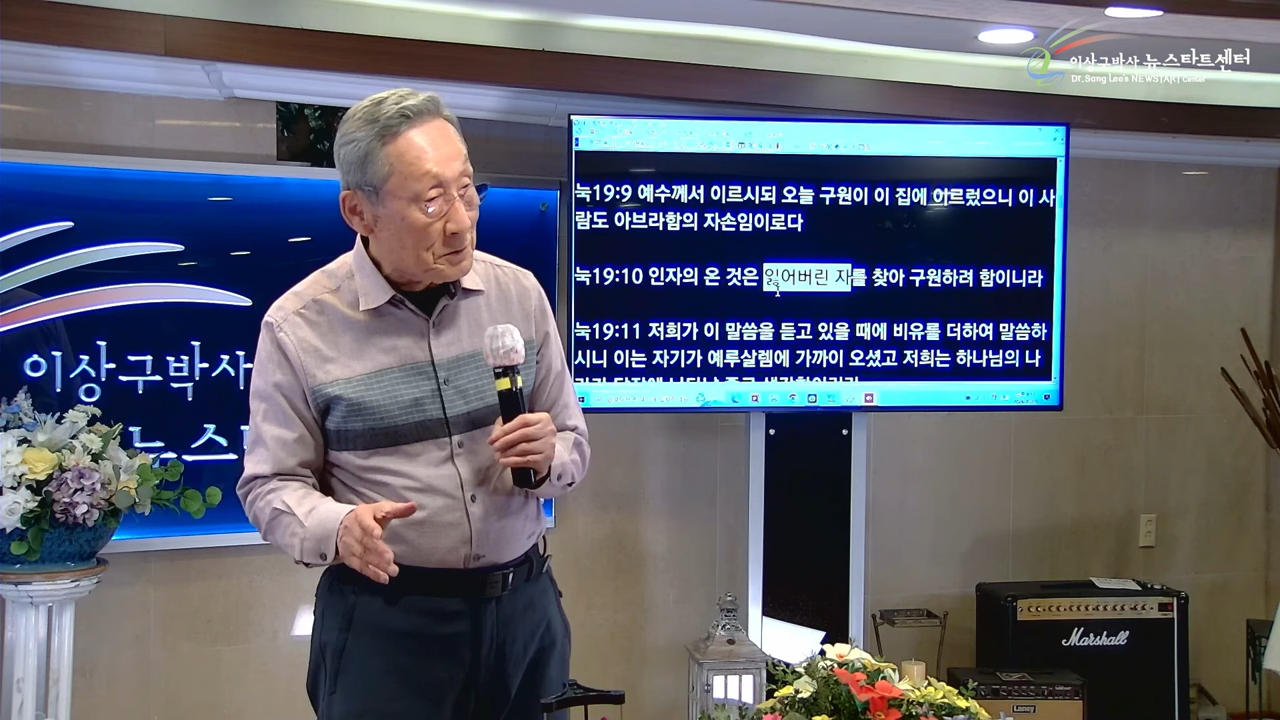 이상구박사 뉴스타트센터
Dr. Sang Lee's NEWSTART Center
눅19:9 예수께서 이르시되 오늘 구원이 이 집에 이르렀으니 이 사
람도 아브라함의 자손임이로다
눅19:10 인자의 온 것은 잃어버린 자를 찾아 구원하려 함이니라
눅19:11 저희가 이 말씀을 듣고 있을 때에 비유를 더하여 말씀하
시니 이는 자기가 예루살렘에 가까이 오셨고 저희는 하나님의 나
이상구박사
뉴스타
Marshall
Laney